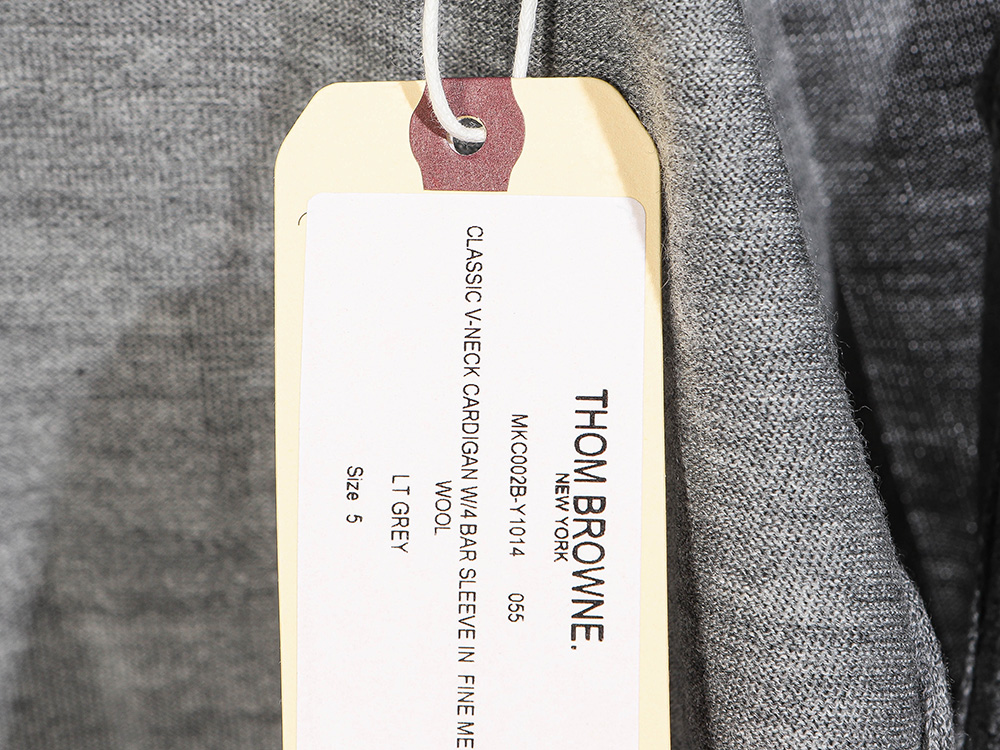 THOM BROWNE.
NEW YORK
MKC002B-Y1014 055
CLASSIC V-NECK CARDIGAN W/4 BAR SLEEVE IN FINE ME
WOOL
LT GREY
Size 5